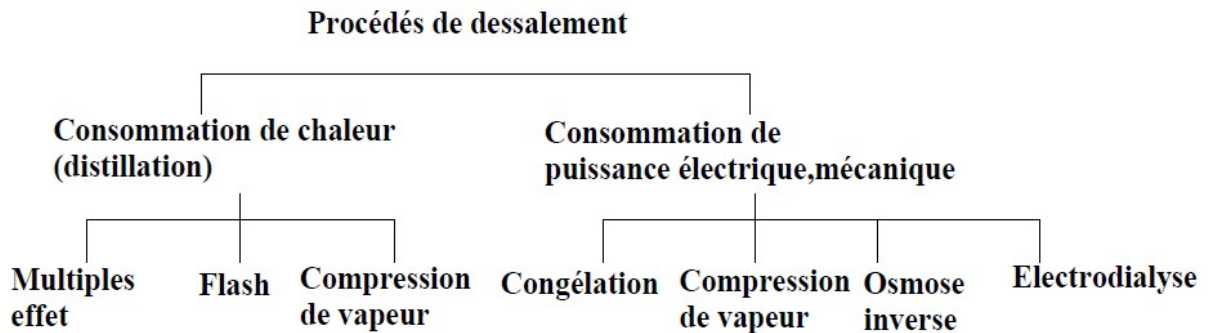 Procédés de dessalement
Consommation de chaleur
(distillation)
Consommation de
puissance électrique,mécanique
Multiples
effet
Flash
Compression
de vapeur
Congélation
Compression
de vapeur
Osmose
inverse
Electrodialyse